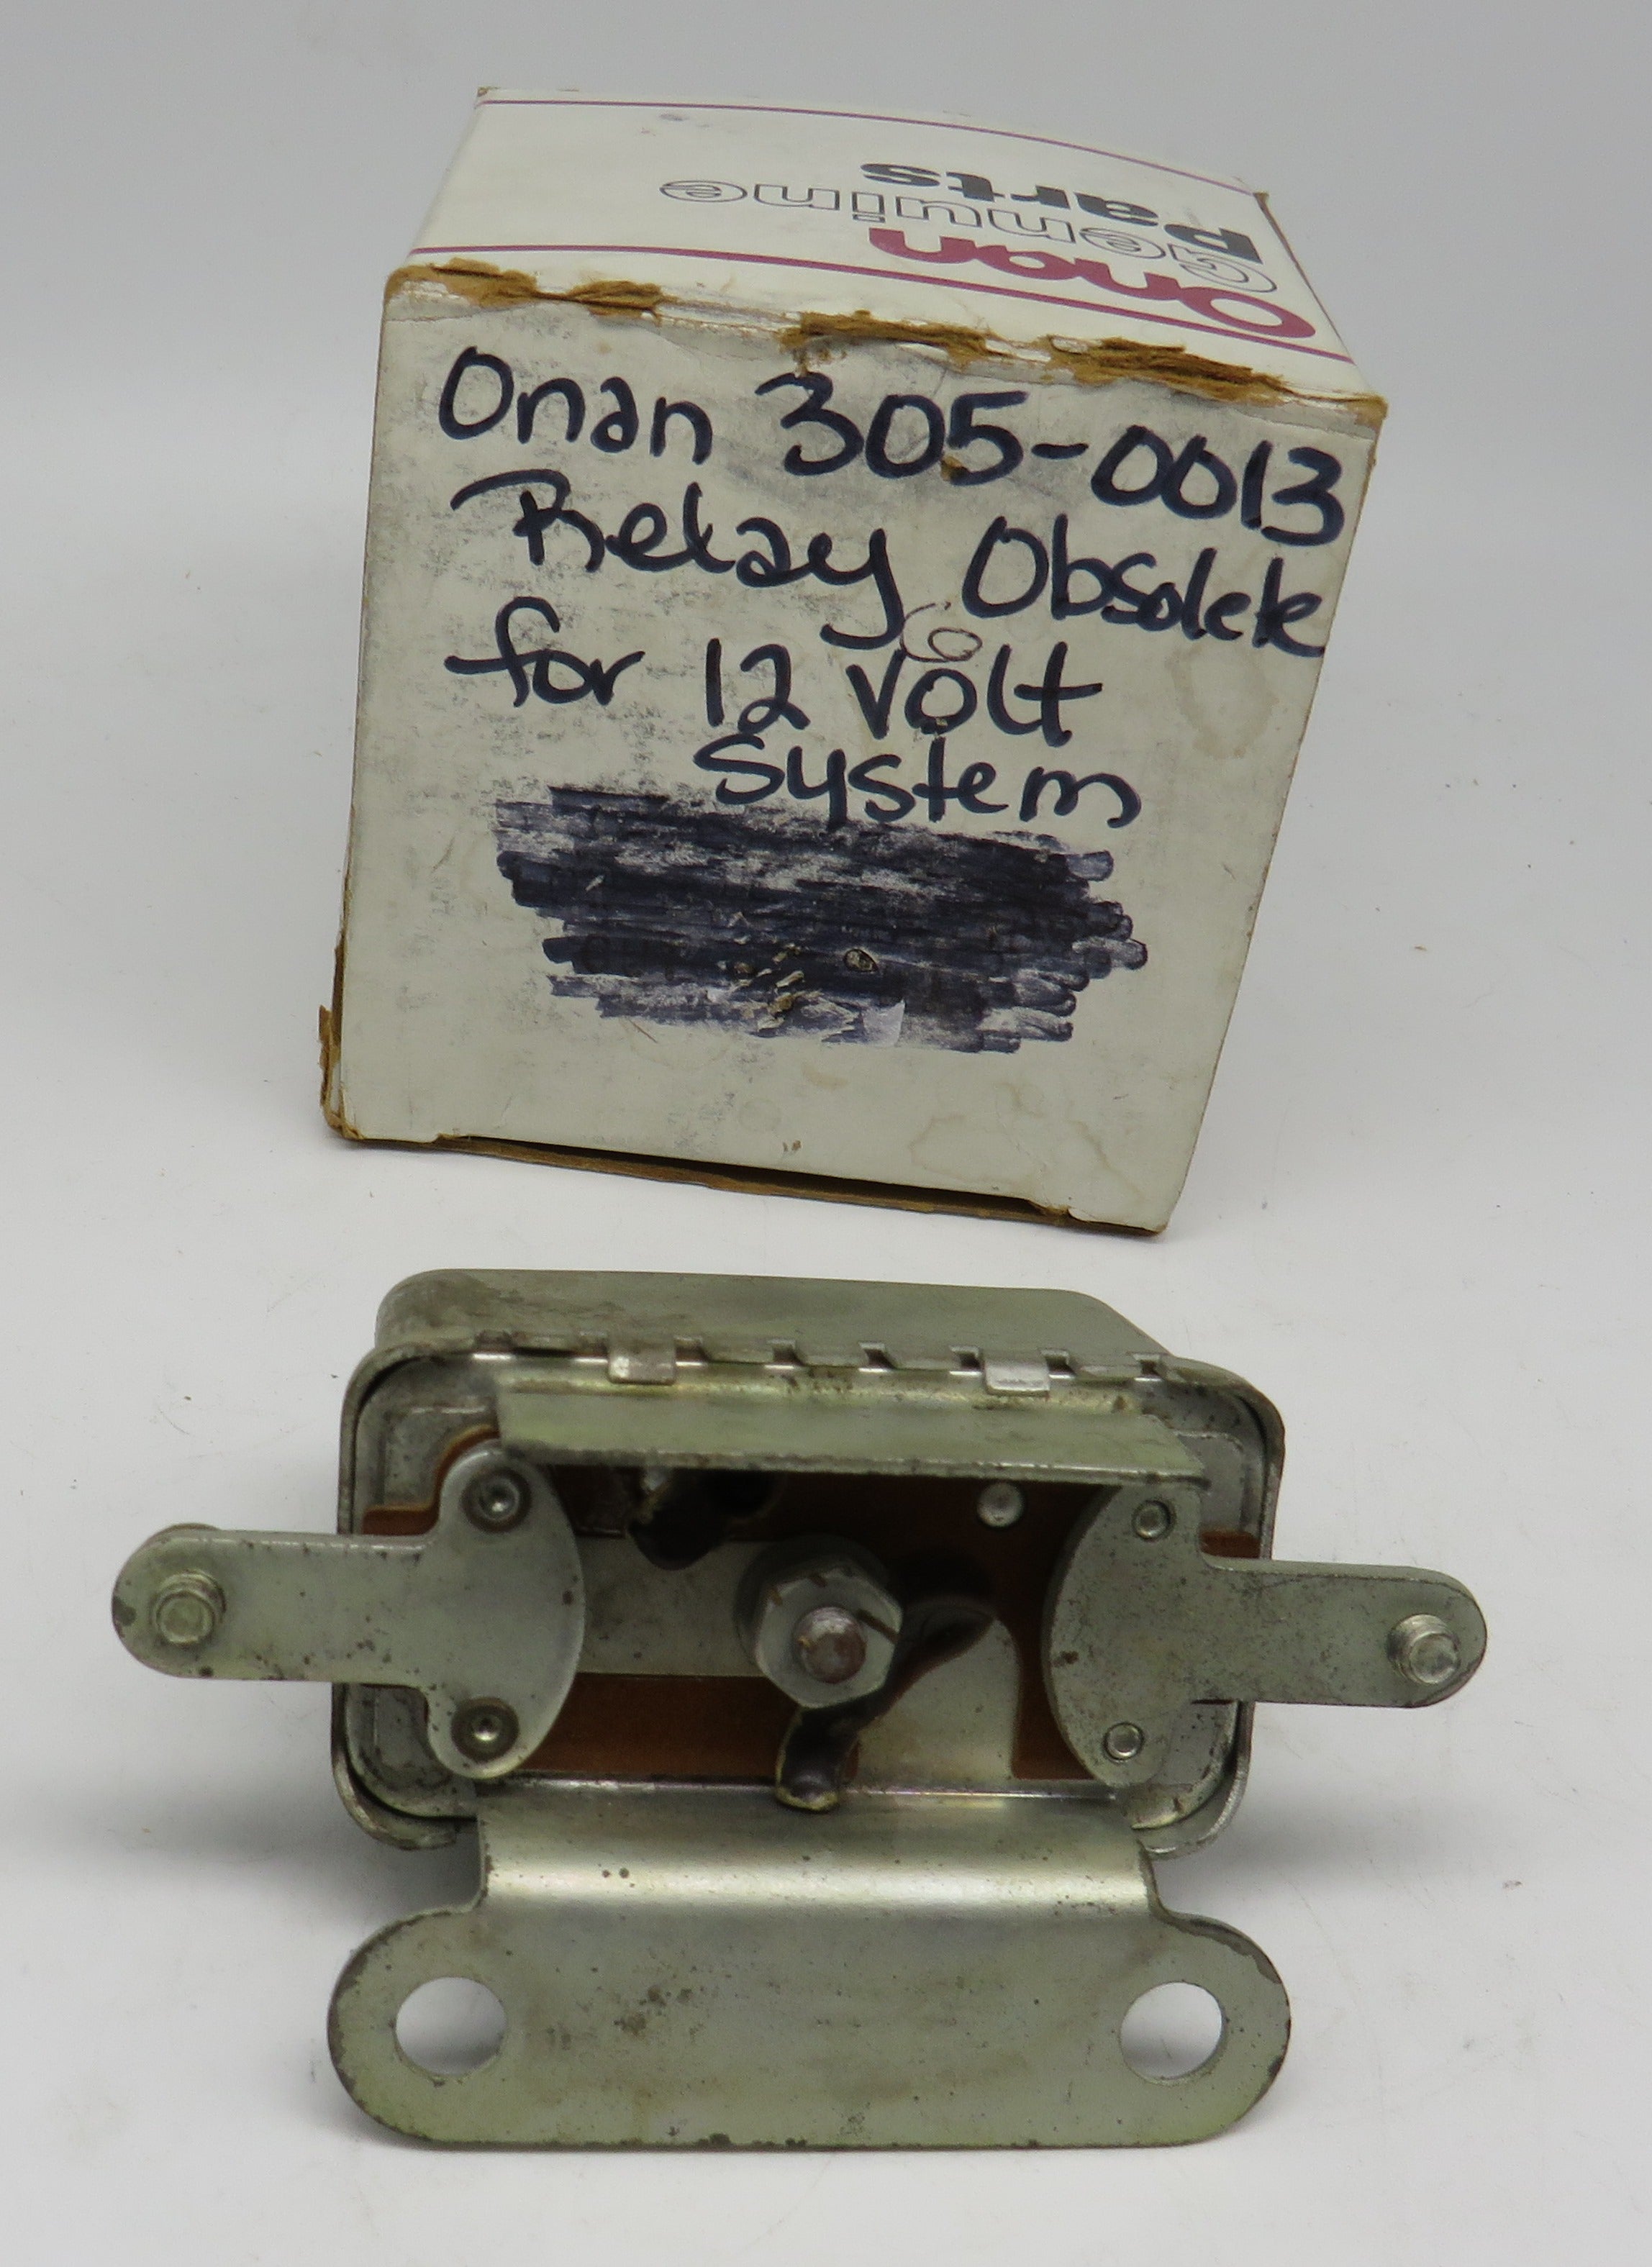 Onan
Genuine
Parts
Onan 305-0013
Relay Obsolete
for 12 Volt
System